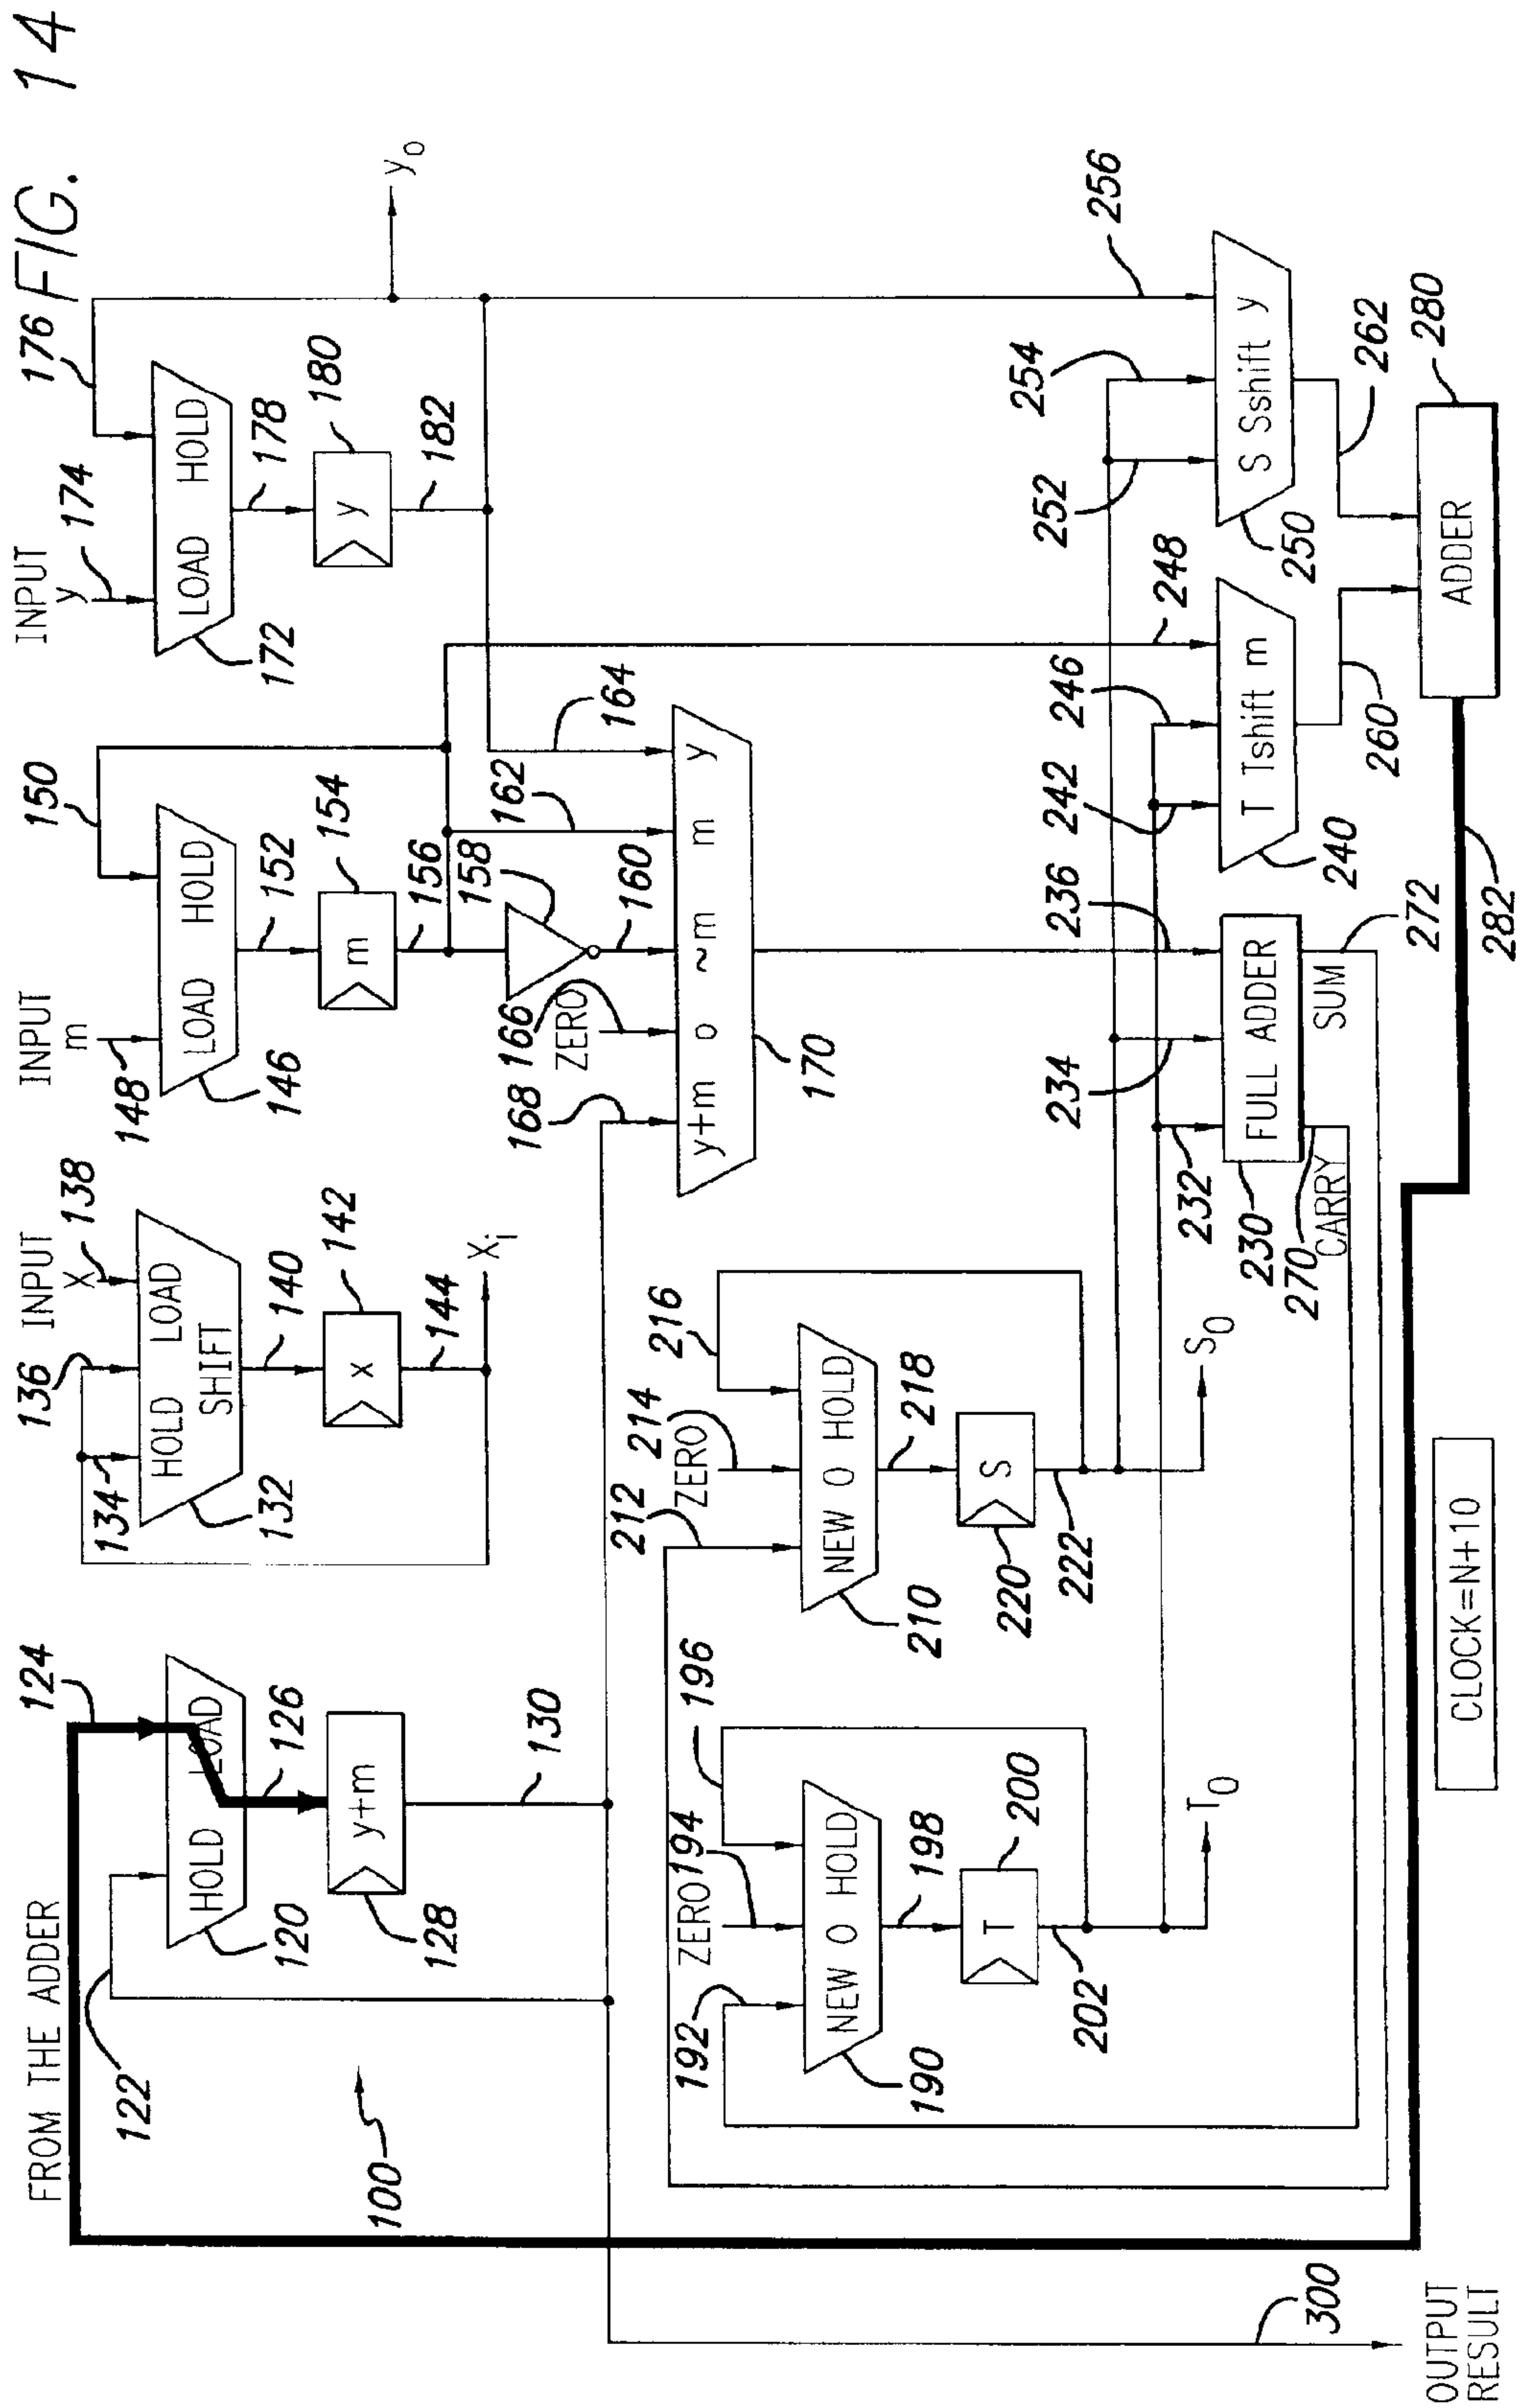 FIG. 14
FROM THE ADDER
124
122
HOLD LOAD
120
126
y+m
128
130
100
INPUT
X
136
138
134
HOLD LOAD
SHIFT
132
140
x
142
144
Xi
INPUT
m
148
150
LOAD HOLD
146
152
m
154
156
158
160
162
164
166
ZERO
168
y+m o ~m m y
170
INPUT
y
174
176
LOAD HOLD
172
178
y
180
182
y0
192
ZERO
194
196
NEW 0 HOLD
190
198
T
200
202
T0
212
ZERO
214
216
NEW 0 HOLD
210
218
S
220
222
S0
232
234
236
FULL ADDER
230
270
CARRY
SUM
272
242
246
248
T Tshift m
240
260
252
254
256
S Sshift y
250
262
ADDER
280
282
CLOCK=N+10
300
OUTPUT
RESULT